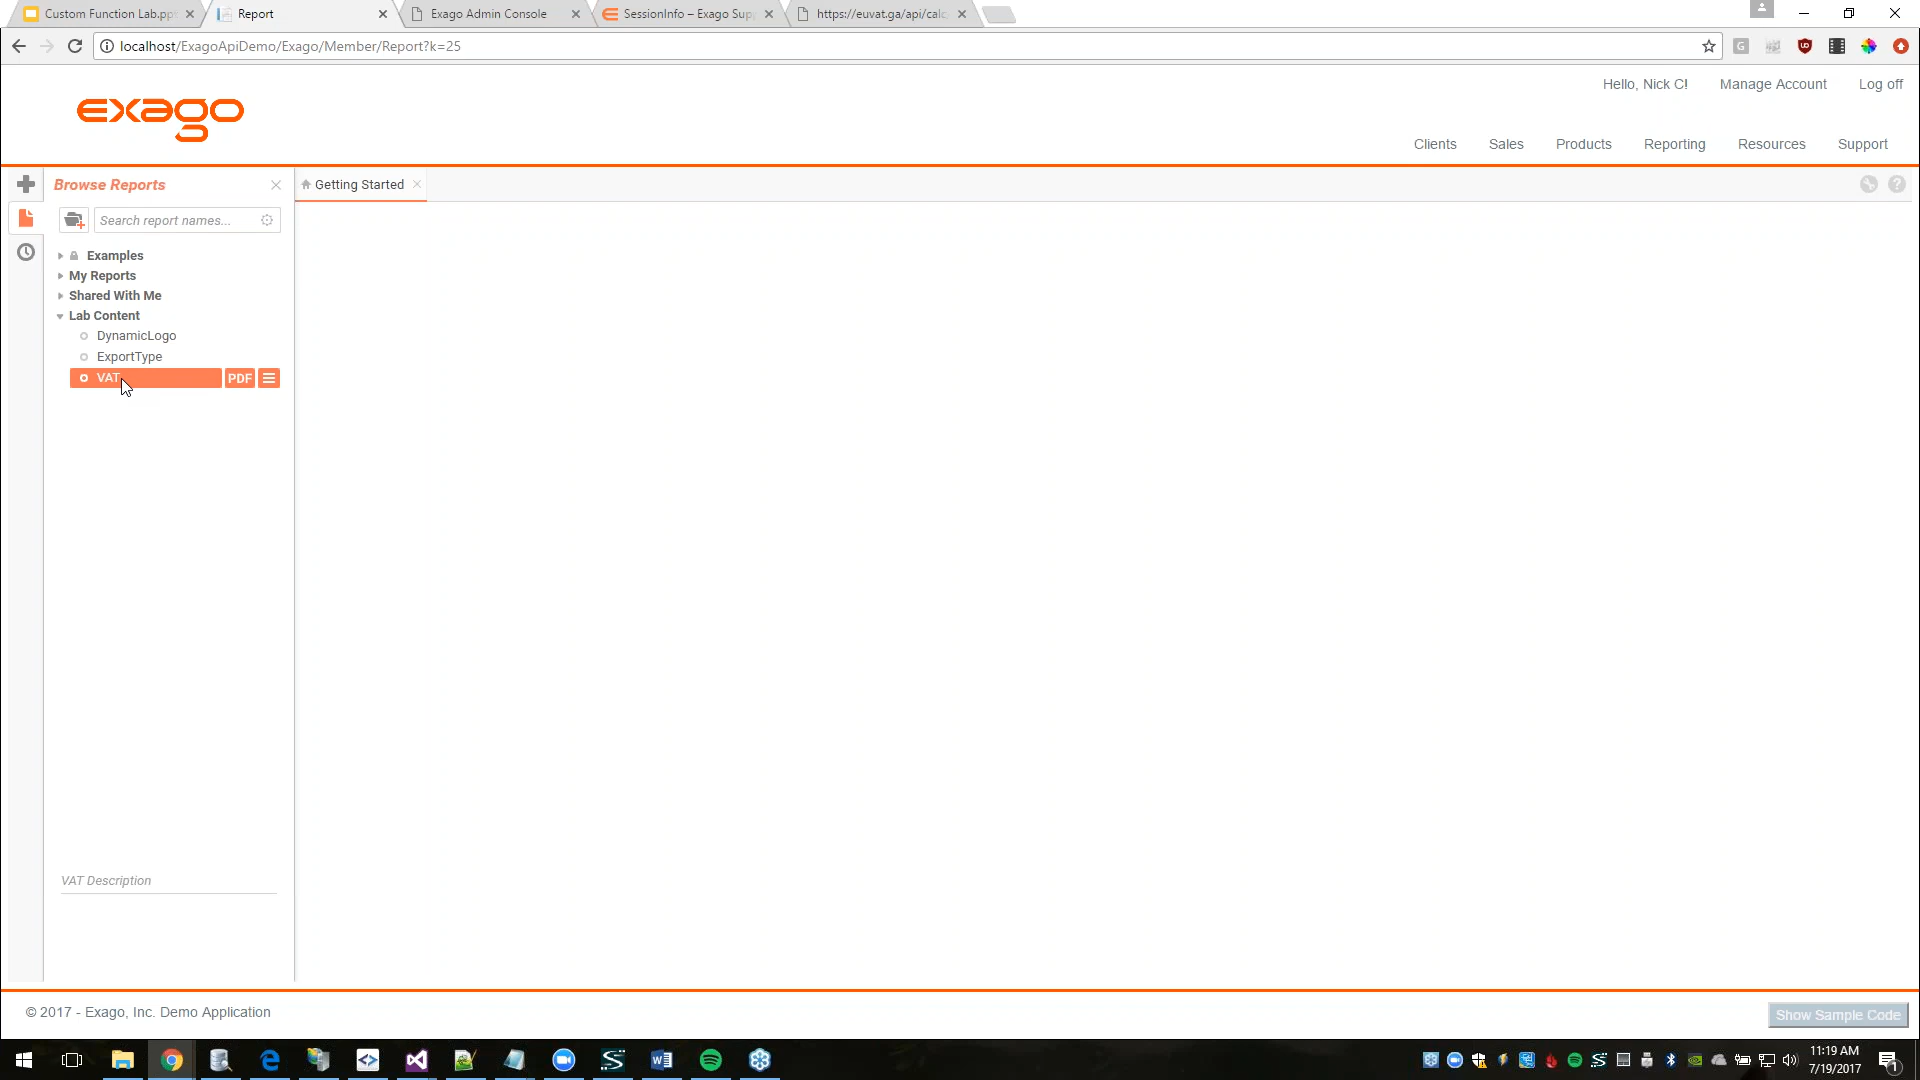 Custom Function Lab.pp
Report
Exago Admin Console
SessionInfo – Exago Sup
https://euvat.ga/api/calc
localhost/ExagoApiDemo/Exago/Member/Report?k=25
Hello, Nick C!
Manage Account
Log off
exago
Clients
Sales
Products
Reporting
Resources
Support
Browse Reports
Getting Started
Search report names...
Examples
My Reports
Shared With Me
Lab Content
DynamicLogo
ExportType
VAT
PDF
VAT Description
© 2017 - Exago, Inc. Demo Application
Show Sample Code
11:19 AM
7/19/2017
1